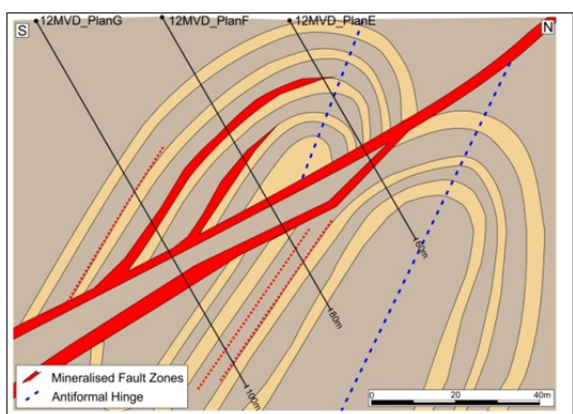 S
12MVD_PlanG
12MVD_PlanF
12MVD_PlanE
N
60m
80m
100m
Mineralised Fault Zones
Antiformal Hinge
0
20
40m